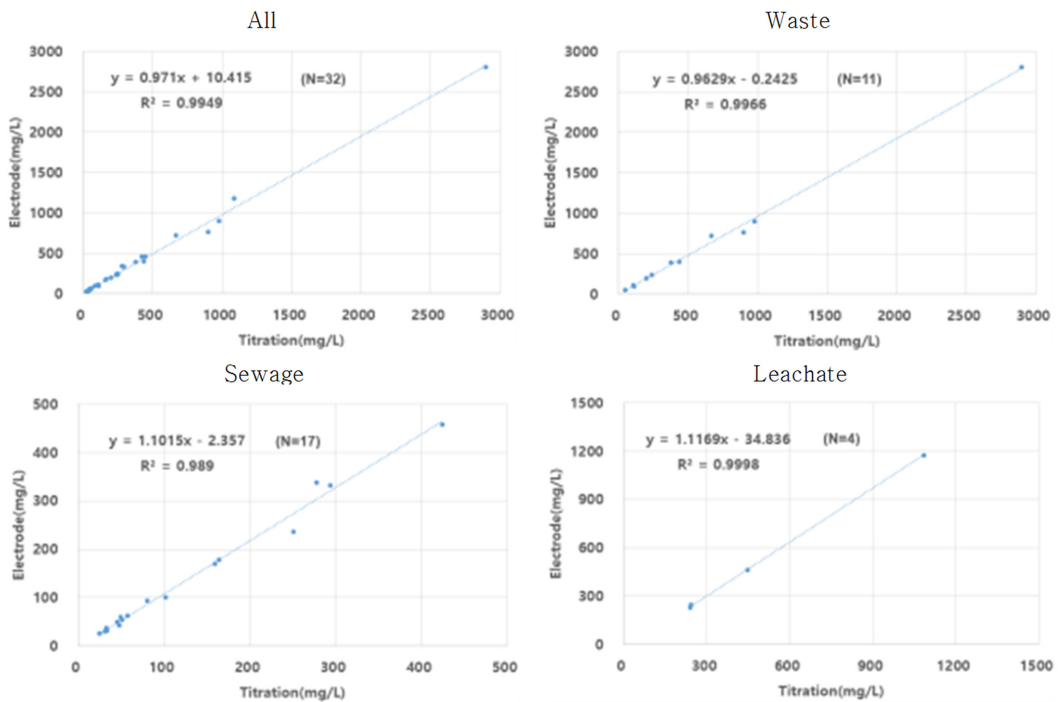 All
y = 0.971x + 10.415 (N=32)
R² = 0.9949
3000
2500
2000
1500
1000
500
0
Electrode(mg/L)
0 500 1000 1500 2000 2500 3000
Titration(mg/L)
Waste
y = 0.9629x - 0.2425 (N=11)
R² = 0.9966
3000
2500
2000
1500
1000
500
0
Electrode(mg/L)
0 500 1000 1500 2000 2500 3000
Titration(mg/L)
Sewage
y = 1.1015x - 2.357 (N=17)
R² = 0.989
500
400
300
200
100
0
Electrode(mg/L)
0 100 200 300 400 500
Titration(mg/L)
Leachate
y = 1.1169x - 34.836 (N=4)
R² = 0.9998
1500
1200
900
600
300
0
Electrode(mg/L)
0 300 600 900 1200 1500
Titration(mg/L)